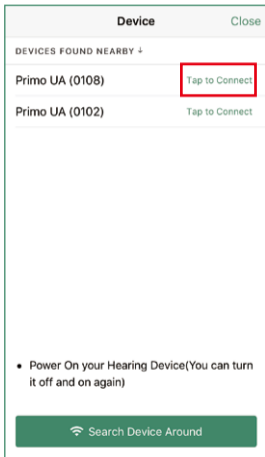 Device
Close
DEVICES FOUND NEARBY ↓
Primo UA (0108)
Tap to Connect
Primo UA (0102)
Tap to Connect
• Power On your Hearing Device(You can turn
it off and on again)
Search Device Around